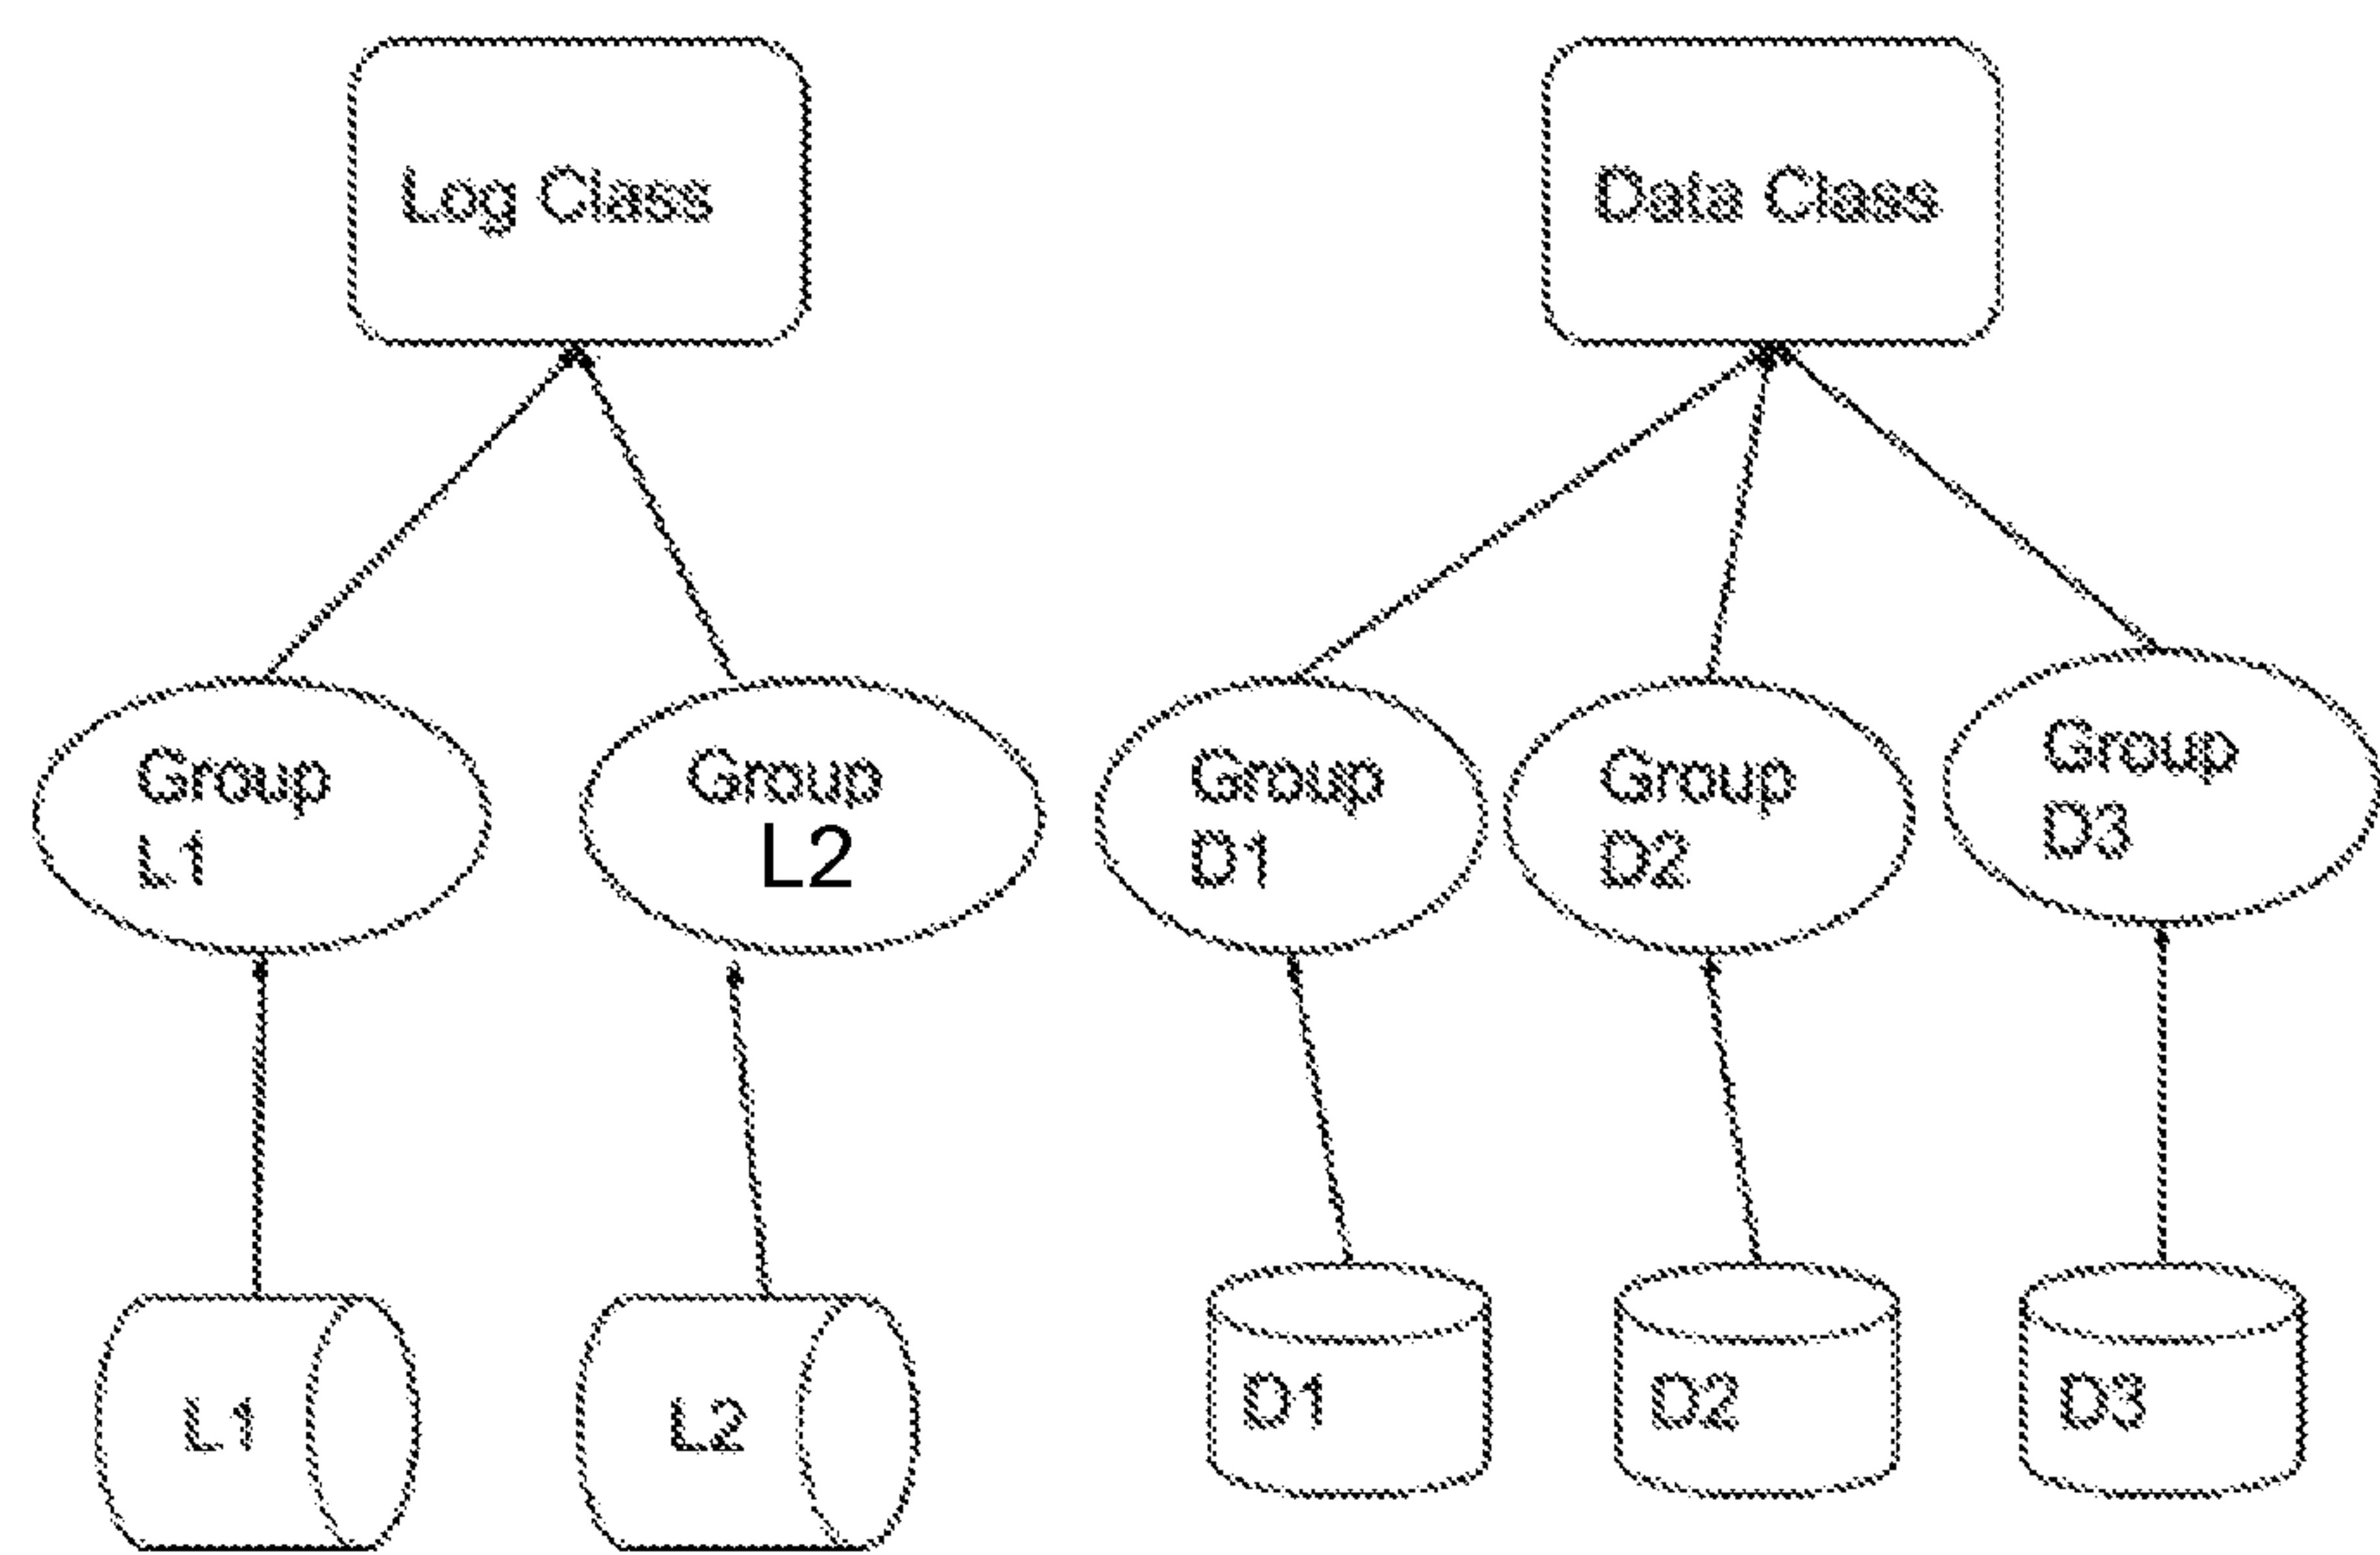 Log Class
Data Class
Group
L1
Group
L2
Group
D1
Group
D2
Group
D3
L1
L2
D1
D2
D3